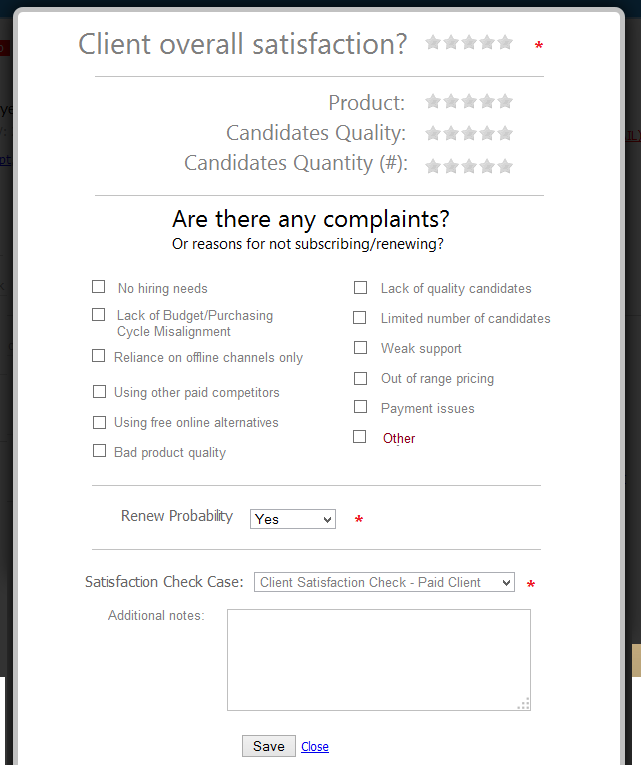 Client overall satisfaction? *
Product:
Candidates Quality:
Candidates Quantity (#):
Are there any complaints?
Or reasons for not subscribing/renewing?
No hiring needs
Lack of Budget/Purchasing
Cycle Misalignment
Reliance on offline channels only
Using other paid competitors
Using free online alternatives
Bad product quality
Lack of quality candidates
Limited number of candidates
Weak support
Out of range pricing
Payment issues
Other
Renew Probability Yes *
Satisfaction Check Case: Client Satisfaction Check - Paid Client *
Additional notes:
Save Close